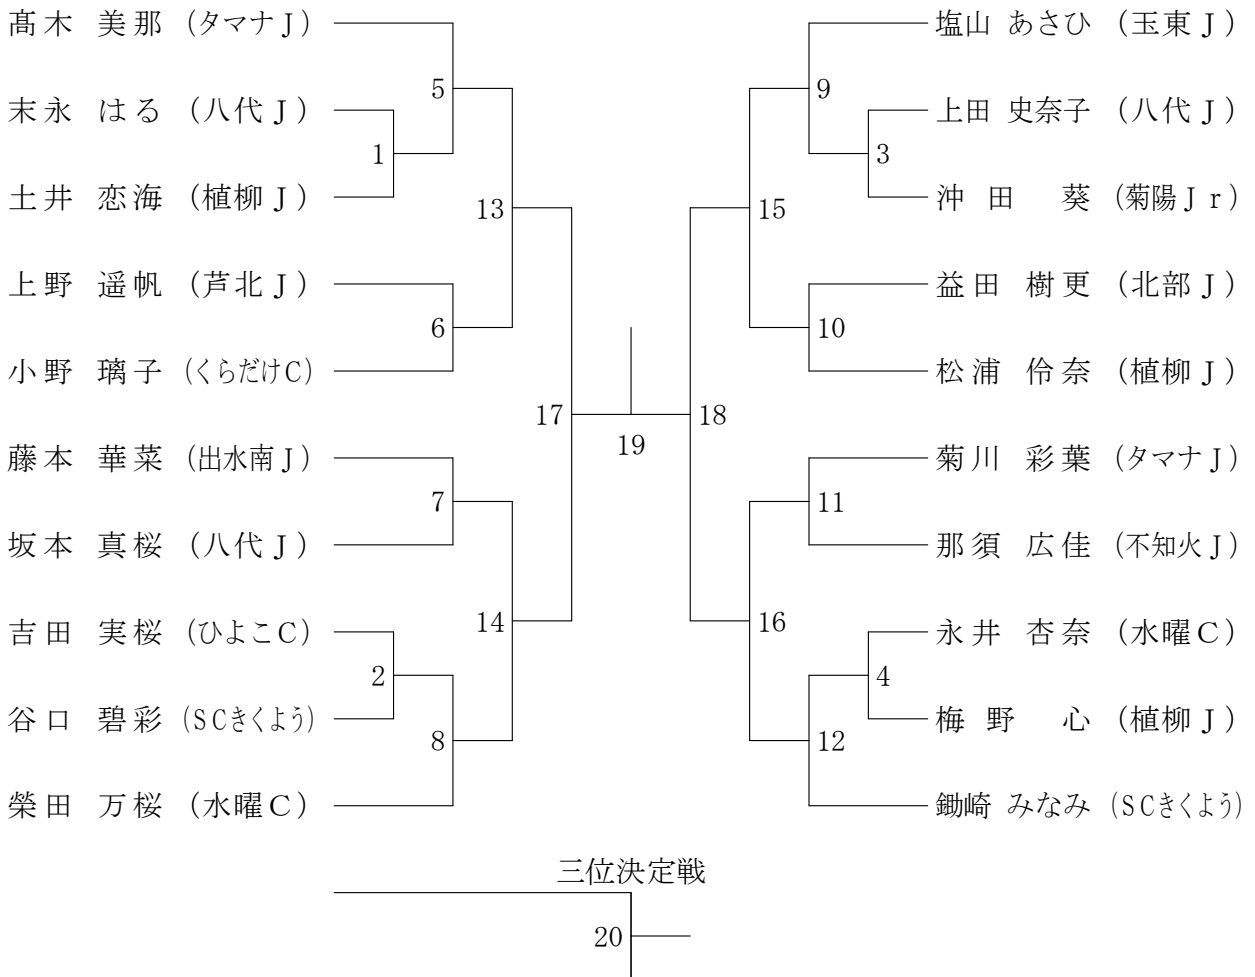 髙木 美那 (タマナJ)
5
末永 はる (八代J)
1
土井 恋海 (植柳J)
13
上野 遥帆 (芦北J)
6
小野 璃子 (くらだけC)
17
藤本 華菜 (出水南J)
7
坂本 真桜 (八代J)
14
吉田 実桜 (ひよこC)
2
谷口 碧彩 (SCきくよう)
8
榮田 万桜 (水曜C)
19
塩山 あさひ (玉東J)
9
上田 史奈子 (八代J)
3
沖田 葵 (菊陽Jr)
15
益田 樹更 (北部J)
10
松浦 伶奈 (植柳J)
18
菊川 彩葉 (タマナJ)
11
那須 広佳 (不知火J)
16
永井 杏奈 (水曜C)
4
梅野 心 (植柳J)
12
鋤崎 みなみ (SCきくよう)
三位決定戦
20